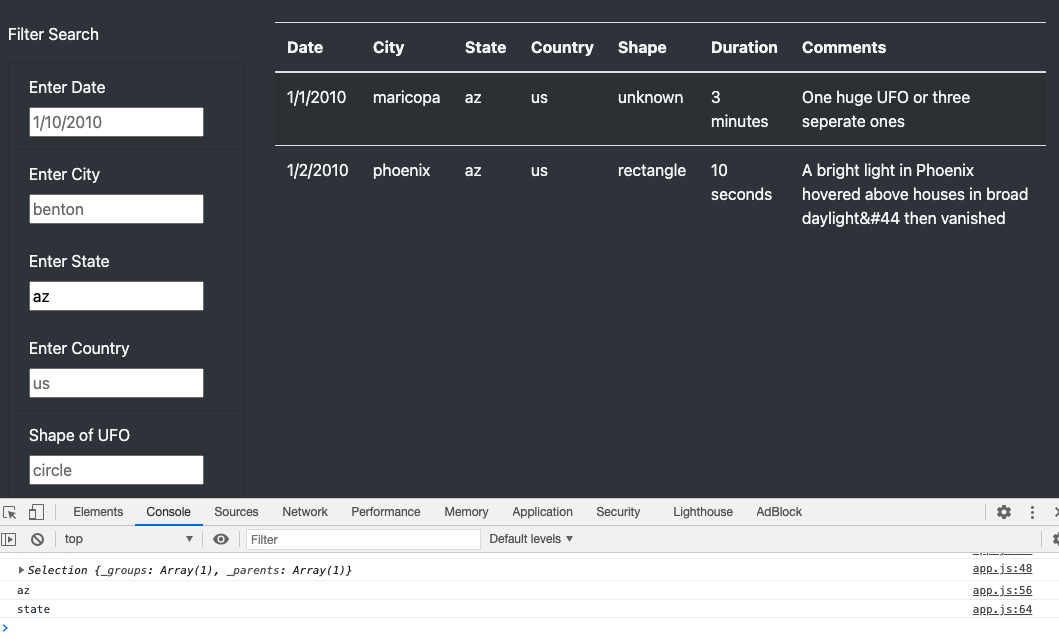 Filter Search
Enter Date
1/10/2010
Enter City
benton
Enter State
az
Enter Country
us
Shape of UFO
circle
Date City State Country Shape Duration Comments
1/1/2010 maricopa az us unknown 3 minutes One huge UFO or three
seperate ones
1/2/2010 phoenix az us rectangle 10 seconds A bright light in Phoenix
hovered above houses in broad
daylight&#44 then vanished
Elements Console Sources Network Performance Memory Application Security Lighthouse AdBlock
top Filter Default levels
Selection {_groups: Array(1), _parents: Array(1)} app.js:48
az app.js:56
state app.js:64